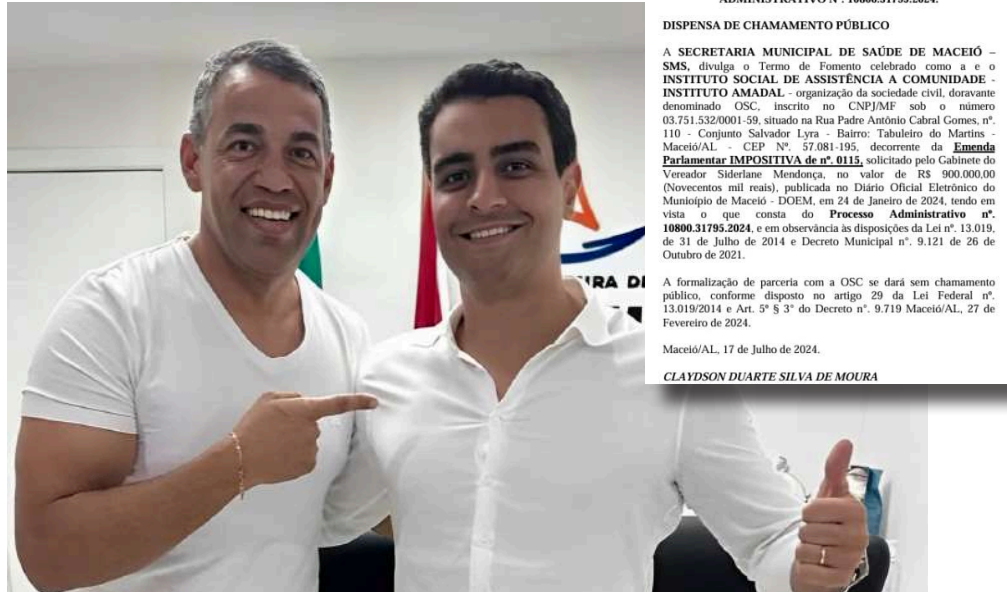 ADMINISTRATIVO Nº. 10800.31795.2024.
DISPENSA DE CHAMAMENTO PÚBLICO
A SECRETARIA MUNICIPAL DE SAÚDE DE MACEIÓ –
SMS, divulga o Termo de Fomento celebrado como a e o
INSTITUTO SOCIAL DE ASSISTÊNCIA A COMUNIDADE -
INSTITUTO AMADAL - organização da sociedade civil, doravante
denominado OSC, inscrito no CNPJ/MF sob o número
03.751.532/0001-59, situado na Rua Padre Antônio Cabral Gomes, nº.
110 - Conjunto Salvador Lyra - Bairro: Tabuleiro do Martins -
Maceió/AL - CEP Nº. 57.081-195, decorrente da Emenda
Parlamentar IMPOSITIVA de nº. 0115, solicitado pelo Gabinete do
Vereador Siderlane Mendonça, no valor de R$ 900.000,00
(Novecentos mil reais), publicada no Diário Oficial Eletrônico do
Município de Maceió - DOEM, em 24 de Janeiro de 2024, tendo em
vista o que consta do Processo Administrativo nº.
10800.31795.2024, e em observância às disposições da Lei nº. 13.019,
de 31 de Julho de 2014 e Decreto Municipal n°. 9.121 de 26 de
Outubro de 2021.
A formalização de parceria com a OSC se dará sem chamamento
público, conforme disposto no artigo 29 da Lei Federal nº.
13.019/2014 e Art. 5º § 3° do Decreto n°. 9.719 Maceió/AL, 27 de
Fevereiro de 2024.
Maceió/AL, 17 de Julho de 2024.
CLAYDSON DUARTE SILVA DE MOURA
IRA DE